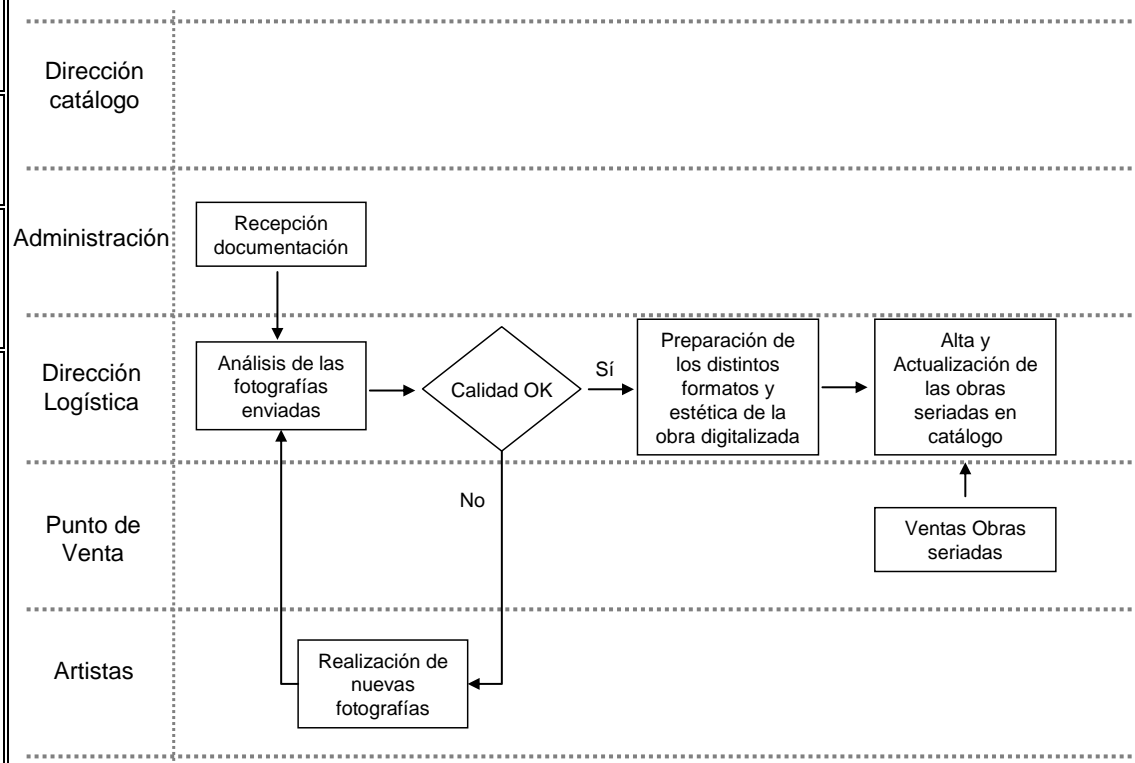 Dirección
catálogo
Administración
Recepción
documentación
Dirección
Logística
Análisis de las
fotografías
enviadas
Calidad OK
Sí
Preparación de
los distintos
formatos y
estética de la
obra digitalizada
Alta y
Actualización de
las obras
seriadas en
catálogo
Punto de
Venta
No
Ventas Obras
seriadas
Artistas
Realización de
nuevas
fotografías